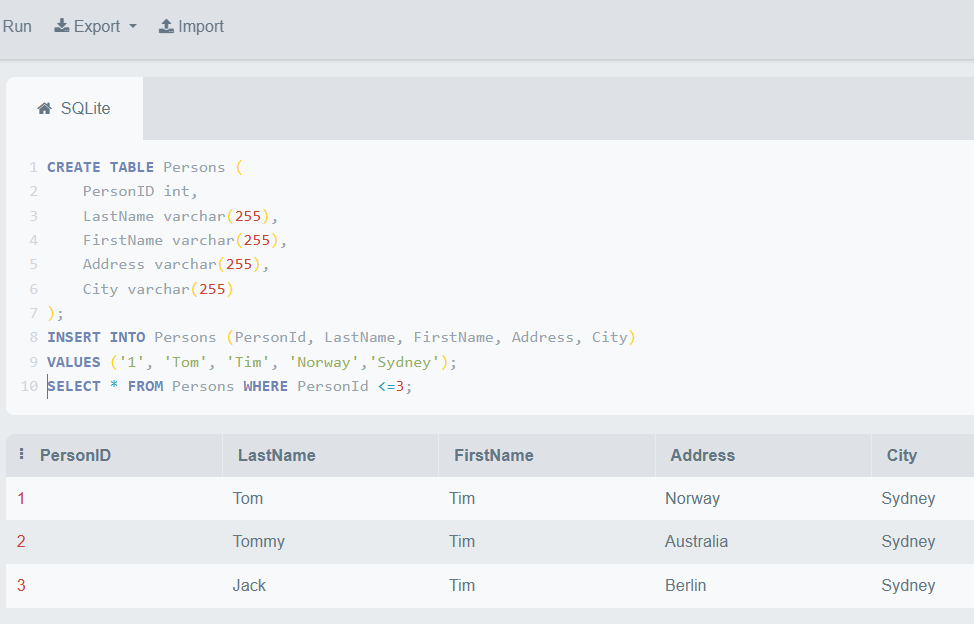 Run Export Import
SQLite
1 CREATE TABLE Persons (
2 PersonID int,
3 LastName varchar(255),
4 FirstName varchar(255),
5 Address varchar(255),
6 City varchar(255)
7 );
8 INSERT INTO Persons (PersonId, LastName, FirstName, Address, City)
9 VALUES ('1', 'Tom', 'Tim', 'Norway','Sydney');
10 SELECT * FROM Persons WHERE PersonId <=3;
PersonID LastName FirstName Address City
1 Tom Tim Norway Sydney
2 Tommy Tim Australia Sydney
3 Jack Tim Berlin Sydney